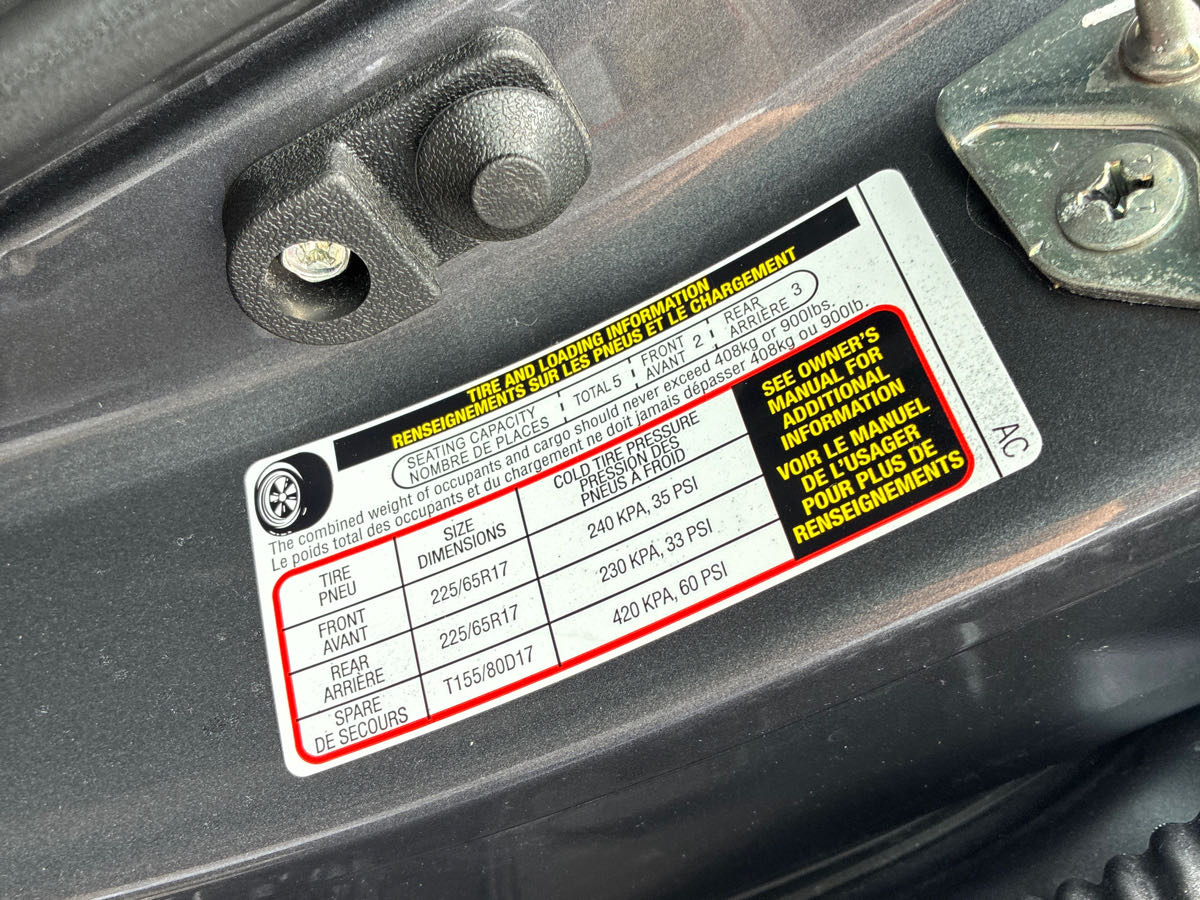 TIRE AND LOADING INFORMATION
RENSEIGNEMENTS SUR LES PNEUS ET LE CHARGEMENT
SEATING CAPACITY
NOMBRE DE PLACES
TOTAL 5
FRONT
AVANT 2
REAR
ARRIÈRE 3
The combined weight of occupants and cargo should never exceed 408kg or 900lbs.
Le poids total des occupants et du chargement ne doit jamais dépasser 408kg ou 900lb.
TIRE
PNEU
SIZE
DIMENSIONS
COLD TIRE PRESSURE
PRESSION DES
PNEUS À FROID
FRONT
AVANT
225/65R17
240 KPA, 35 PSI
REAR
ARRIÈRE
225/65R17
230 KPA, 33 PSI
SPARE
DE SECOURS
T155/80D17
420 KPA, 60 PSI
SEE OWNER'S
MANUAL FOR
ADDITIONAL
INFORMATION
VOIR LE MANUEL
DE L'USAGER
POUR PLUS DE
RENSEIGNEMENTS
AC